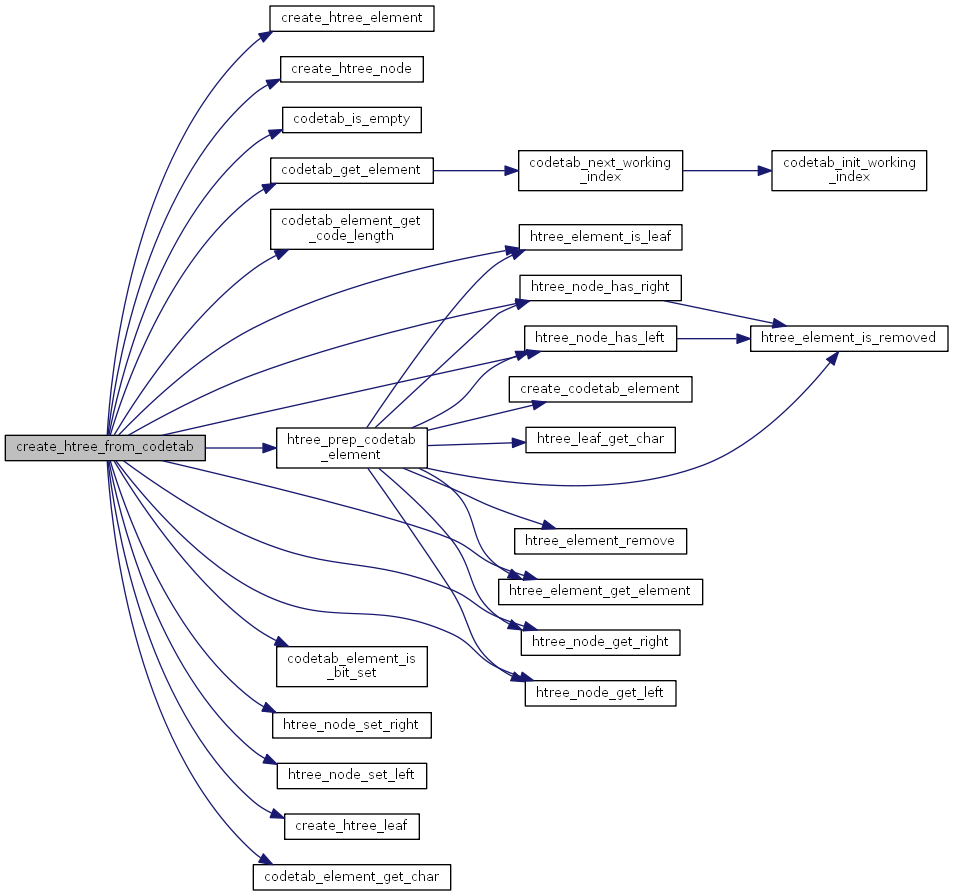 create_htree_element
create_htree_node
codetab_is_empty
codetab_get_element
codetab_next_working
_index
codetab_init_working
_index
codetab_element_get
_code_length
htree_element_is_leaf
htree_node_has_right
htree_node_has_left
htree_element_is_removed
create_codetab_element
create_htree_from_codetab
htree_prep_codetab
_element
htree_leaf_get_char
htree_element_remove
htree_element_get_element
htree_node_get_right
codetab_element_is
_bit_set
htree_node_get_left
htree_node_set_right
htree_node_set_left
create_htree_leaf
codetab_element_get_char